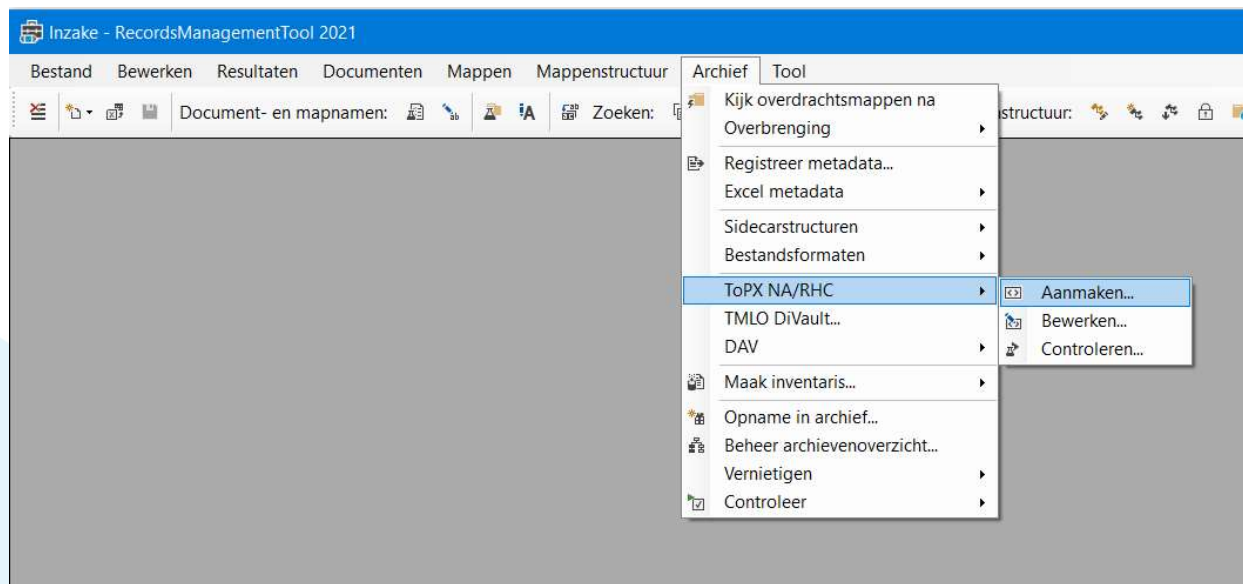 Inzake - RecordsManagementTool 2021
Bestand Bewerken Resultaten Documenten Mappen Mappenstructuur Archief Tool
Document- en mapnamen: Zoeken: structuur:
Kijk overdrachtsmappen na
Overbrenging
Registreer metadata...
Excel metadata
Sidecarstructuren
Bestandsformaten
ToPX NA/RHC
Aanmaken...
TMLO DiVault...
Bewerken...
DAV
Controleren...
Maak inventaris...
Opname in archief...
Beheer archievenoverzicht...
Vernietigen
Controleer